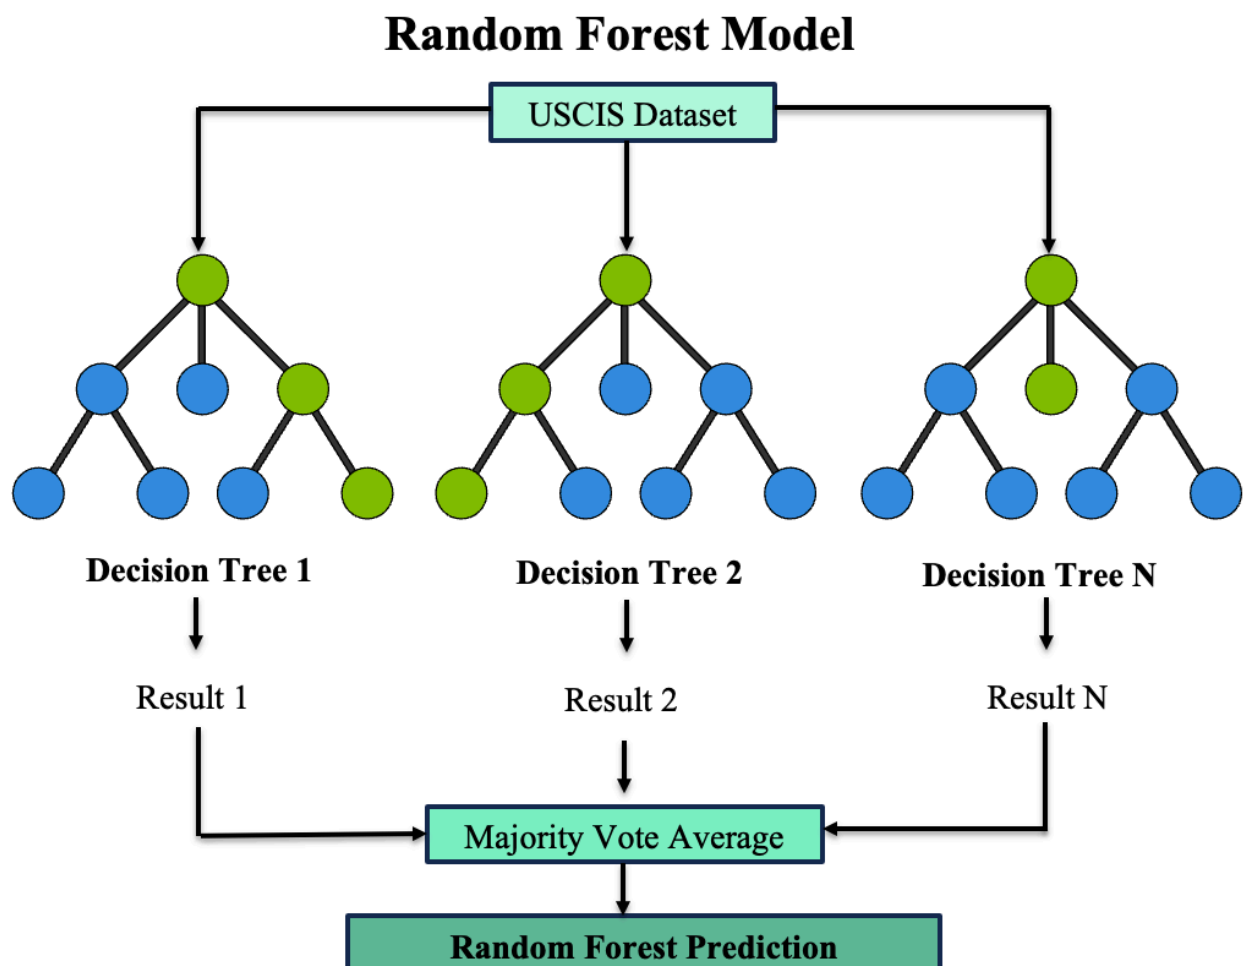 Random Forest Model
USCIS Dataset
Decision Tree 1
Decision Tree 2
Decision Tree N
Result 1
Result 2
Result N
Majority Vote Average
Random Forest Prediction